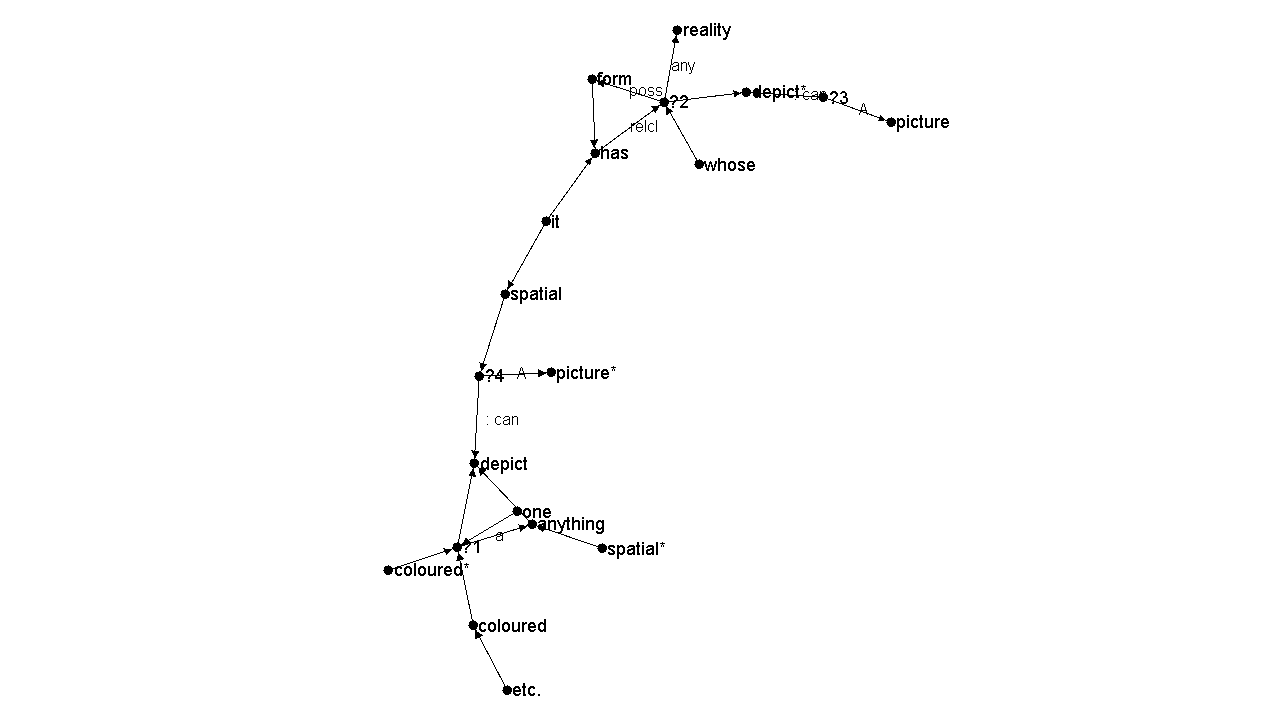 reality
any
form
poss
?2
depict*
: can
?3
A
picture
relcl
has
whose
it
spatial
?4
A
picture*
: can
depict
one
anything
a
?1
spatial*
coloured*
coloured
etc.